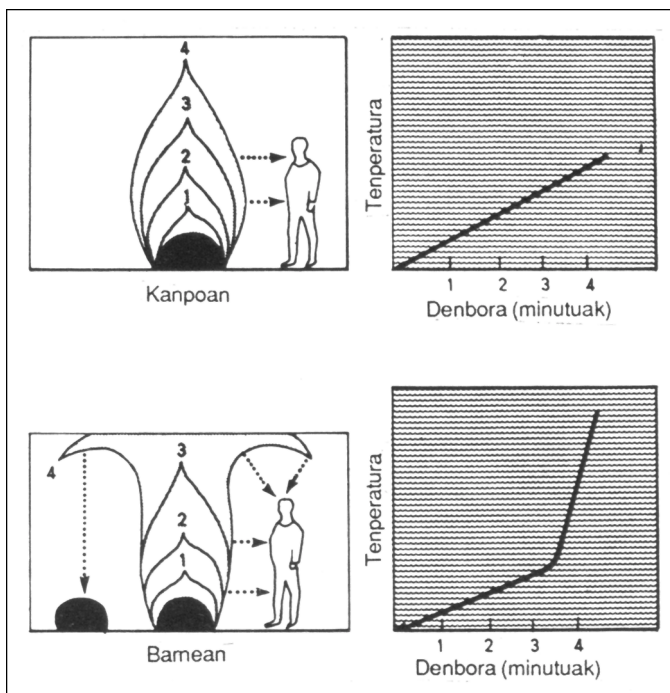 4
3
2
1
Kanpoan
Tenperatura
1 2 3 4
Denbora (minutuak)
4
3
2
1
Barnean
Tenperatura
1 2 3 4
Denbora (minutuak)